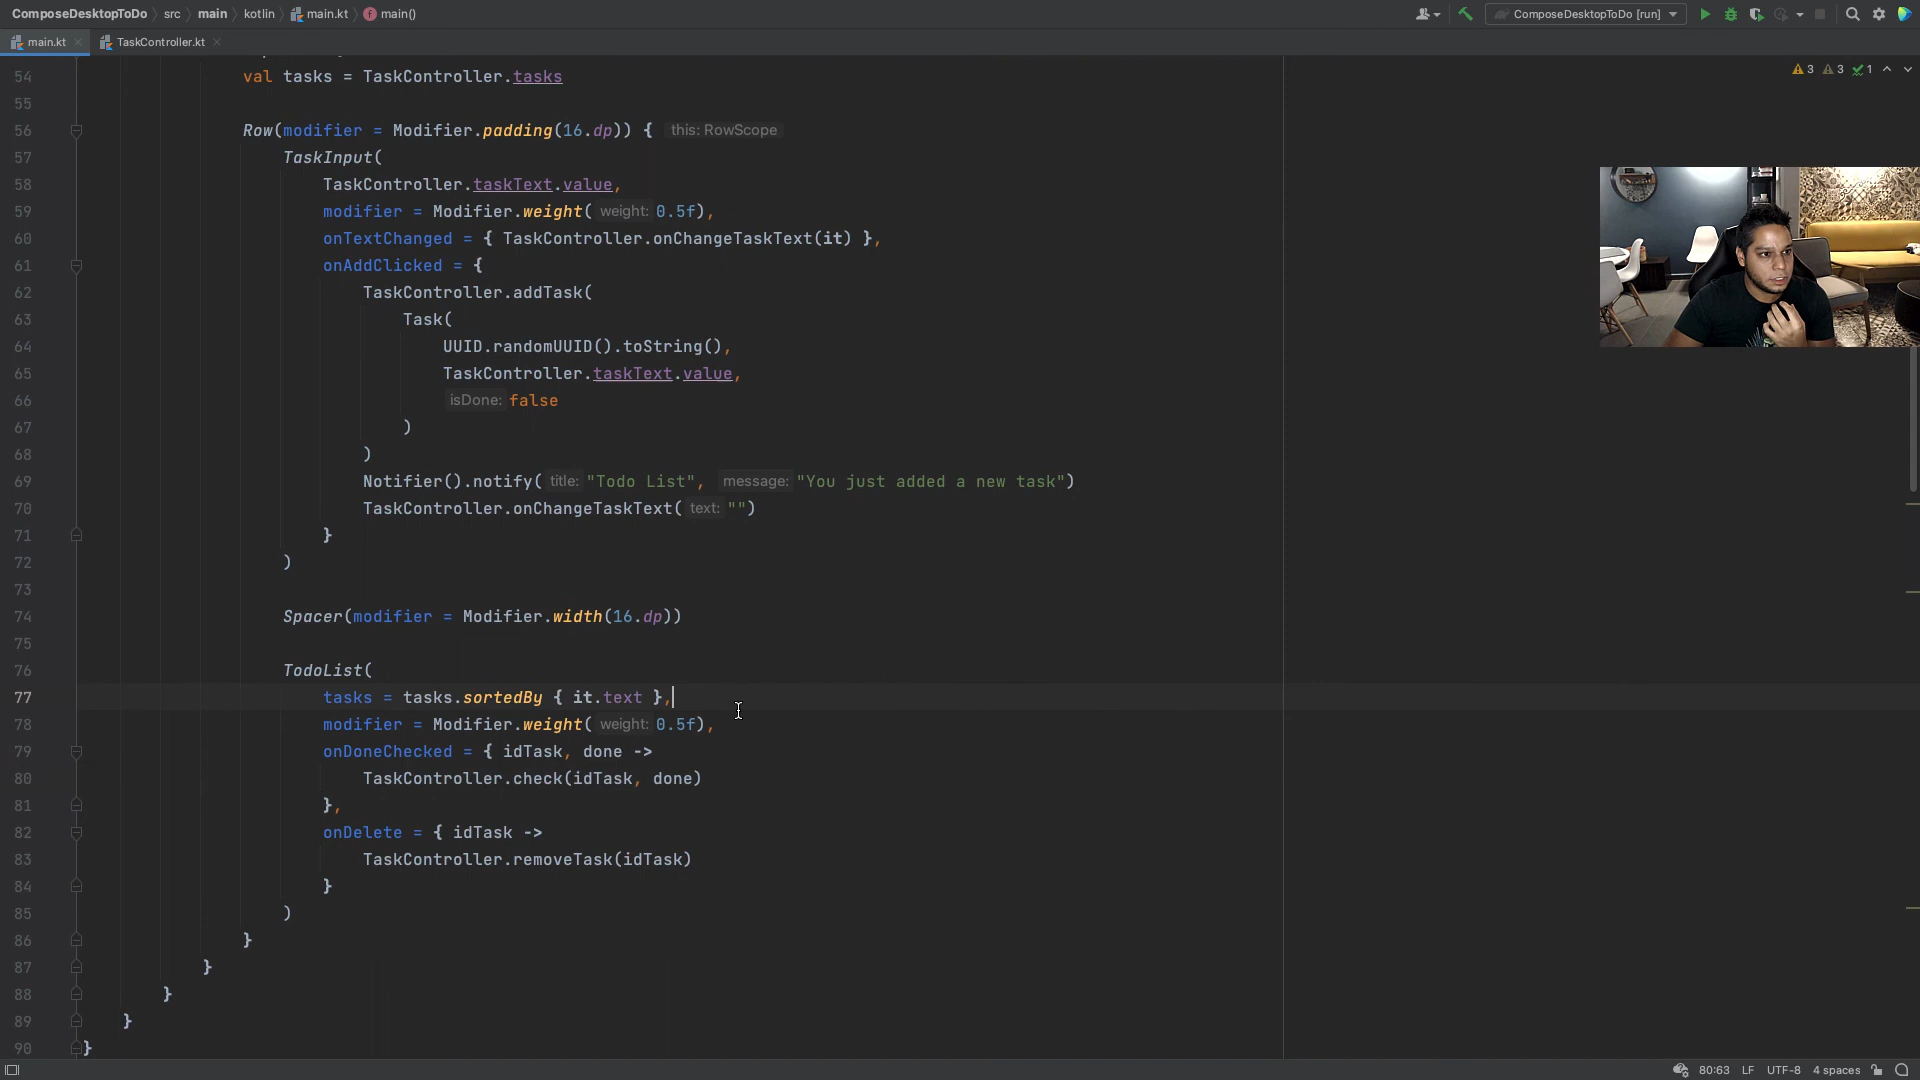 ComposeDesktopToDo src main kotlin main.kt main() ComposeDesktopToDo [run]
main.kt TaskController.kt
54 val tasks = TaskController.tasks 3 3 1
55
56 Row(modifier = Modifier.padding(16.dp)) { this: RowScope
57 TaskInput(
58 TaskController.taskText.value,
59 modifier = Modifier.weight( weight: 0.5f),
60 onTextChanged = { TaskController.onChangeTaskText(it) },
61 onAddClicked = {
62 TaskController.addTask(
63 Task(
64 UUID.randomUUID().toString(),
65 TaskController.taskText.value,
66 isDone: false
67 )
68 )
69 Notifier().notify( title: "Todo List", message: "You just added a new task")
70 TaskController.onChangeTaskText( text: "")
71 }
72 )
73
74 Spacer(modifier = Modifier.width(16.dp))
75
76 TodoList(
77 tasks = tasks.sortedBy { it.text },
78 modifier = Modifier.weight( weight: 0.5f),
79 onDoneChecked = { idTask, done ->
80 TaskController.check(idTask, done)
81 },
82 onDelete = { idTask ->
83 TaskController.removeTask(idTask)
84 }
85 )
86 }
87 }
88 }
89 }
90 }
80:63 LF UTF-8 4 spaces